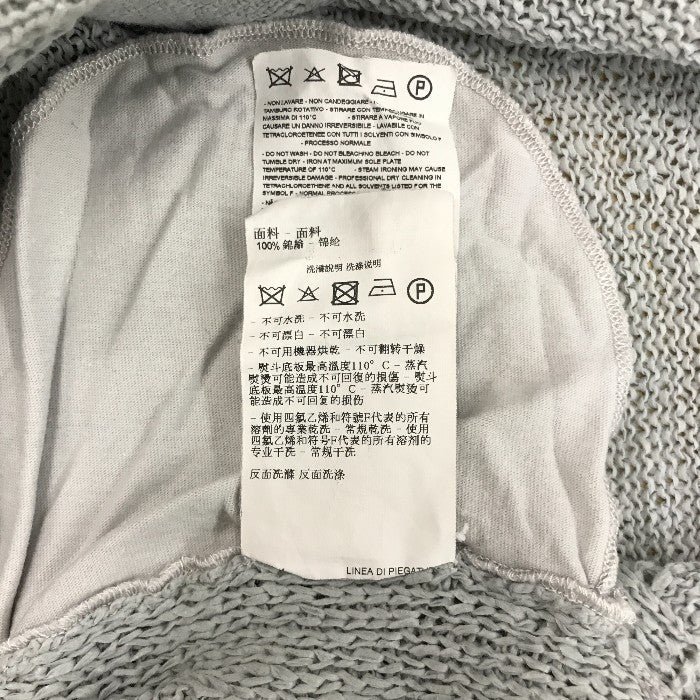 P
- NON LAVARE - NON CANDEGGIARE -
TAMBURO ROTATIVO - STIRARE CON TEMPERATURE IN
MASSIMA DI 110°C - STIRARE A VAPORE PUÒ
CAUSARE UN DANNO IRREVERSIBILE - LAVABILE CON
TETRACLOROETENEE CON TUTTI I SOLVENTI CON SIMBOLO F
- PROCESSO NORMALE
- DO NOT WASH - DO NOT BLEACHING BLEACH - DO NOT
TUMBLE DRY - IRON AT MAXIMUM SOLE PLATE
TEMPERATURE OF 110°C - STEAM IRONING MAY CAUSE
IRREVERSIBLE DAMAGE - PROFESSIONAL DRY CLEANING IN
TETRACHLOROETHENE AND ALL SOLVENTS LISTED FOR THE
SYMBOL F - NORMAL PROCESS
面料 - 面料
100% 錦綸 - 锦纶
洗滌說明 洗涤说明
P
- 不可水洗 - 不可水洗
- 不可漂白 - 不可漂白
- 不可用機器烘乾 - 不可翻转干燥
- 熨斗底板最高溫度110° C - 蒸汽
熨燙可能造成不可回復的損傷 - 熨斗
底板最高温度110° C - 蒸汽熨烫可
能造成不可回复的损伤
- 使用四氯乙烯和符號F代表的所有
溶劑的專業乾洗 - 常規乾洗 - 使用
四氯乙烯和符号F代表的所有溶剂的
专业干洗 - 常规干洗
反面洗滌 反面洗涤
LINEA DI PIEGAT